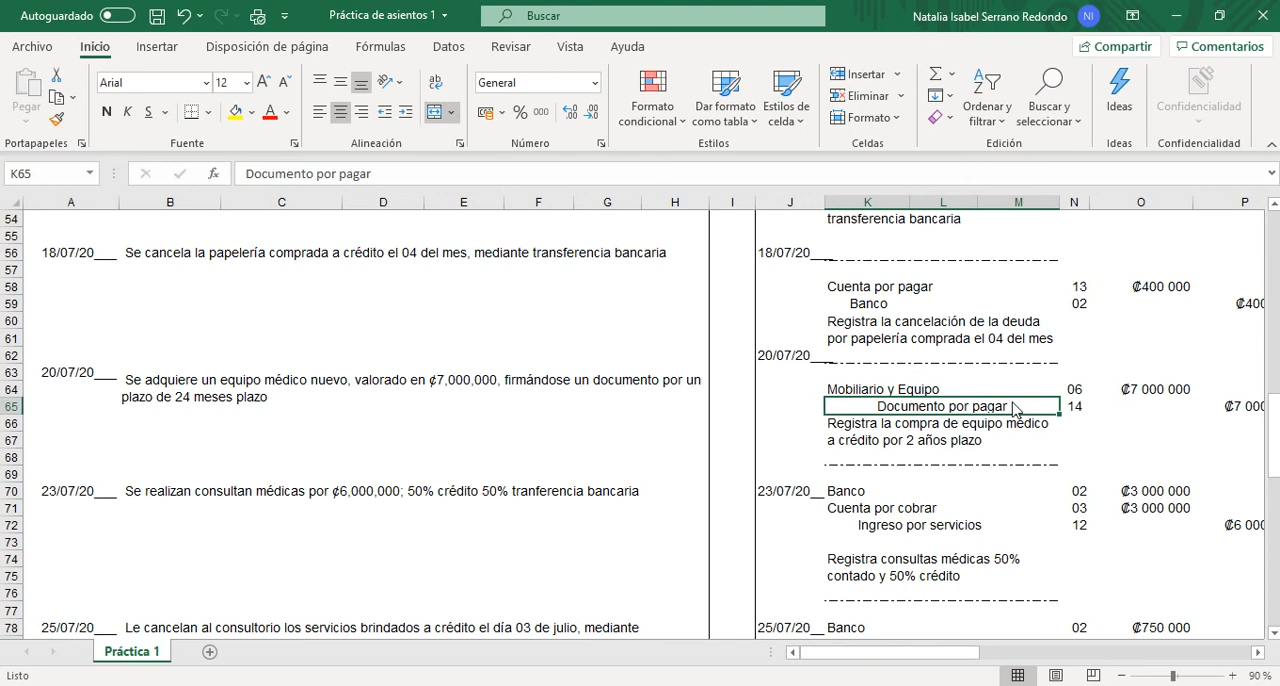 Autoguardado
Práctica de asientos 1
Buscar
Natalia Isabel Serrano Redondo
NI
Archivo Inicio Insertar Disposición de página Fórmulas Datos Revisar Vista Ayuda
Compartir Comentarios
Pegar
Arial 12
N K S
General
% 000
Formato condicional
Dar formato como tabla
Estilos de celda
Insertar
Eliminar
Formato
Ordenar y filtrar
Buscar y seleccionar
Ideas
Confidencialidad
Portapapeles Fuente Alineación Número Estilos Celdas Edición Ideas Confidencialidad
K65 fx Documento por pagar
A B C D E F G H I J K L M N O P
54 transferencia bancaria
55
56 18/07/20___ Se cancela la papelería comprada a crédito el 04 del mes, mediante transferencia bancaria 18/07/20___
57
58 Cuenta por pagar 13 ₡400 000
59 Banco 02 ₡400
60 Registra la cancelación de la deuda
61 por papelería comprada el 04 del mes
62 20/07/20___
63 20/07/20___ Se adquiere un equipo médico nuevo, valorado en ¢7,000,000, firmándose un documento por un
64 plazo de 24 meses plazo Mobiliario y Equipo 06 ₡7 000 000
65 Documento por pagar 14 ₡7 000
66 Registra la compra de equipo médico
67 a crédito por 2 años plazo
68
69
70 23/07/20___ Se realizan consultan médicas por ¢6,000,000; 50% crédito 50% tranferencia bancaria 23/07/20__ Banco 02 ₡3 000 000
71 Cuenta por cobrar 03 ₡3 000 000
72 Ingreso por servicios 12 ₡6 000
73
74 Registra consultas médicas 50%
75 contado y 50% crédito
76
77
78 25/07/20___ Le cancelan al consultorio los servicios brindados a crédito el día 03 de julio, mediante 25/07/20__ Banco 02 ₡750 000
Práctica 1
Listo
90 %